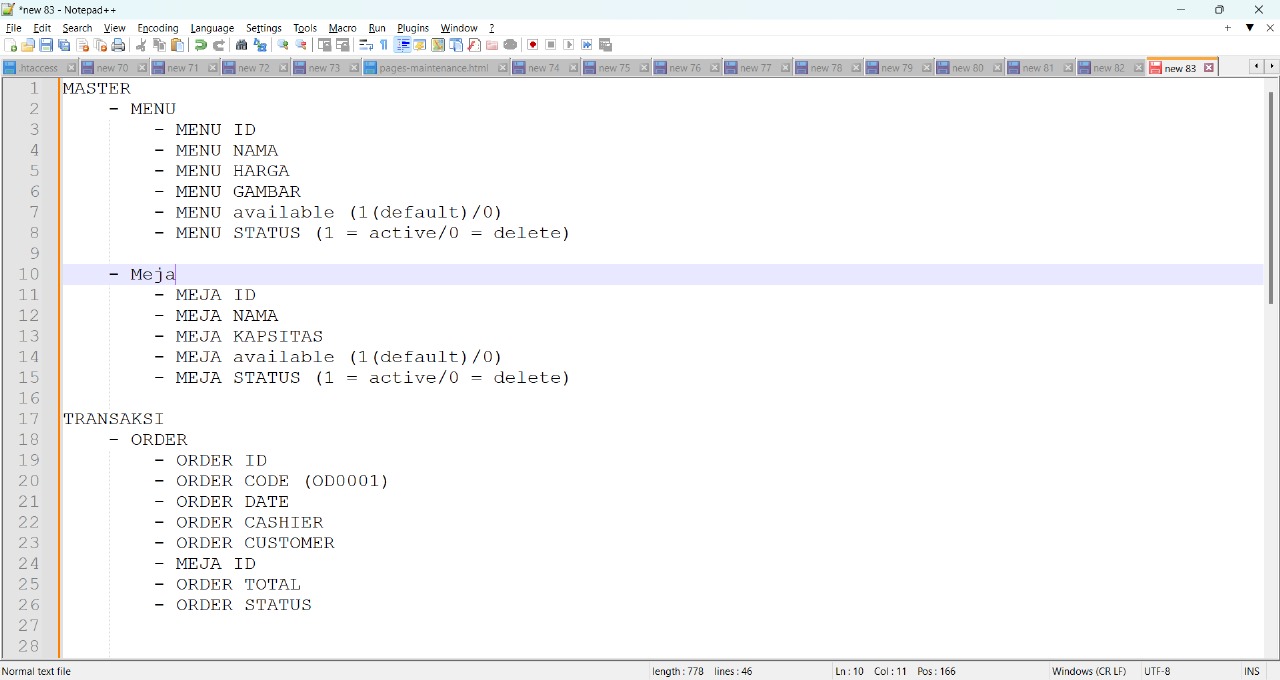 *new 83 - Notepad++
File Edit Search View Encoding Language Settings Tools Macro Run Plugins Window ?
.htaccess new 70 new 71 new 72 new 73 pages-maintenance.html new 74 new 75 new 76 new 77 new 78 new 79 new 80 new 81 new 82 new 83
1 MASTER
2 - MENU
3 - MENU ID
4 - MENU NAMA
5 - MENU HARGA
6 - MENU GAMBAR
7 - MENU available (1(default)/0)
8 - MENU STATUS (1 = active/0 = delete)
9
10 - Meja
11 - MEJA ID
12 - MEJA NAMA
13 - MEJA KAPSITAS
14 - MEJA available (1(default)/0)
15 - MEJA STATUS (1 = active/0 = delete)
16
17 TRANSAKSI
18 - ORDER
19 - ORDER ID
20 - ORDER CODE (OD0001)
21 - ORDER DATE
22 - ORDER CASHIER
23 - ORDER CUSTOMER
24 - MEJA ID
25 - ORDER TOTAL
26 - ORDER STATUS
27
28
Normal text file length : 778 lines : 46 Ln : 10 Col : 11 Pos : 166 Windows (CR LF) UTF-8 INS